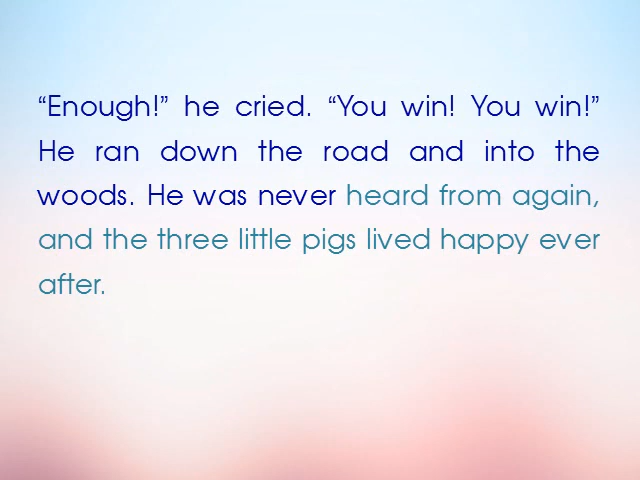 “Enough!” he cried. “You win! You win!”
He ran down the road and into the
woods. He was never heard from again,
and the three little pigs lived happy ever
after.